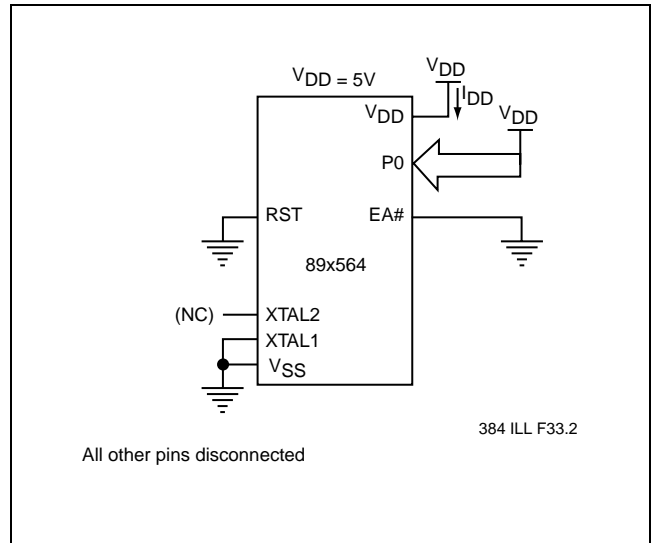 VDD = 5V
VDD
IDD
VDD
VDD
P0
RST
EA#
89x564
(NC)
XTAL2
XTAL1
VSS
384 ILL F33.2
All other pins disconnected